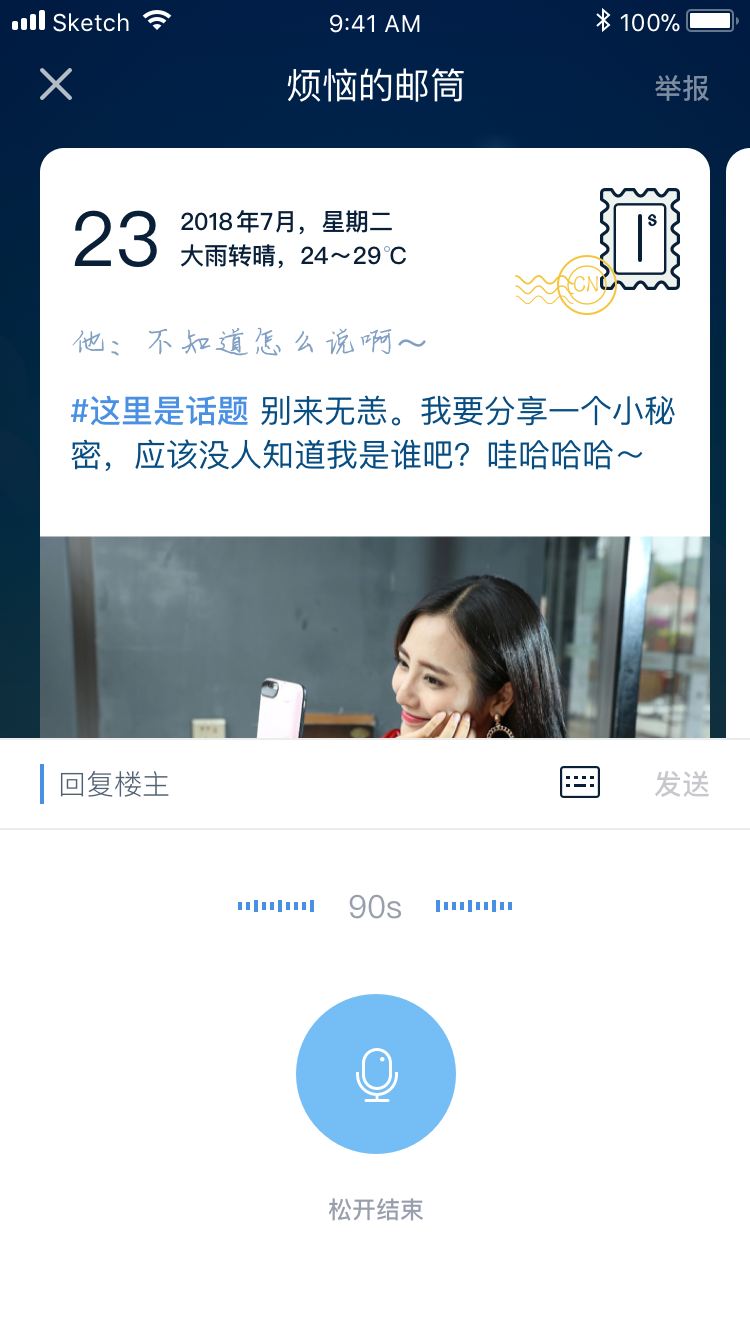 Sketch
9:41 AM
100%
烦恼的邮筒
举报
23
2018年7月，星期二
大雨转晴，24～29℃
1s
CN
他：不知道怎么说啊～
#这里是话题 别来无恙。我要分享一个小秘
密，应该没人知道我是谁吧？哇哈哈哈～
回复楼主
发送
90s
松开结束